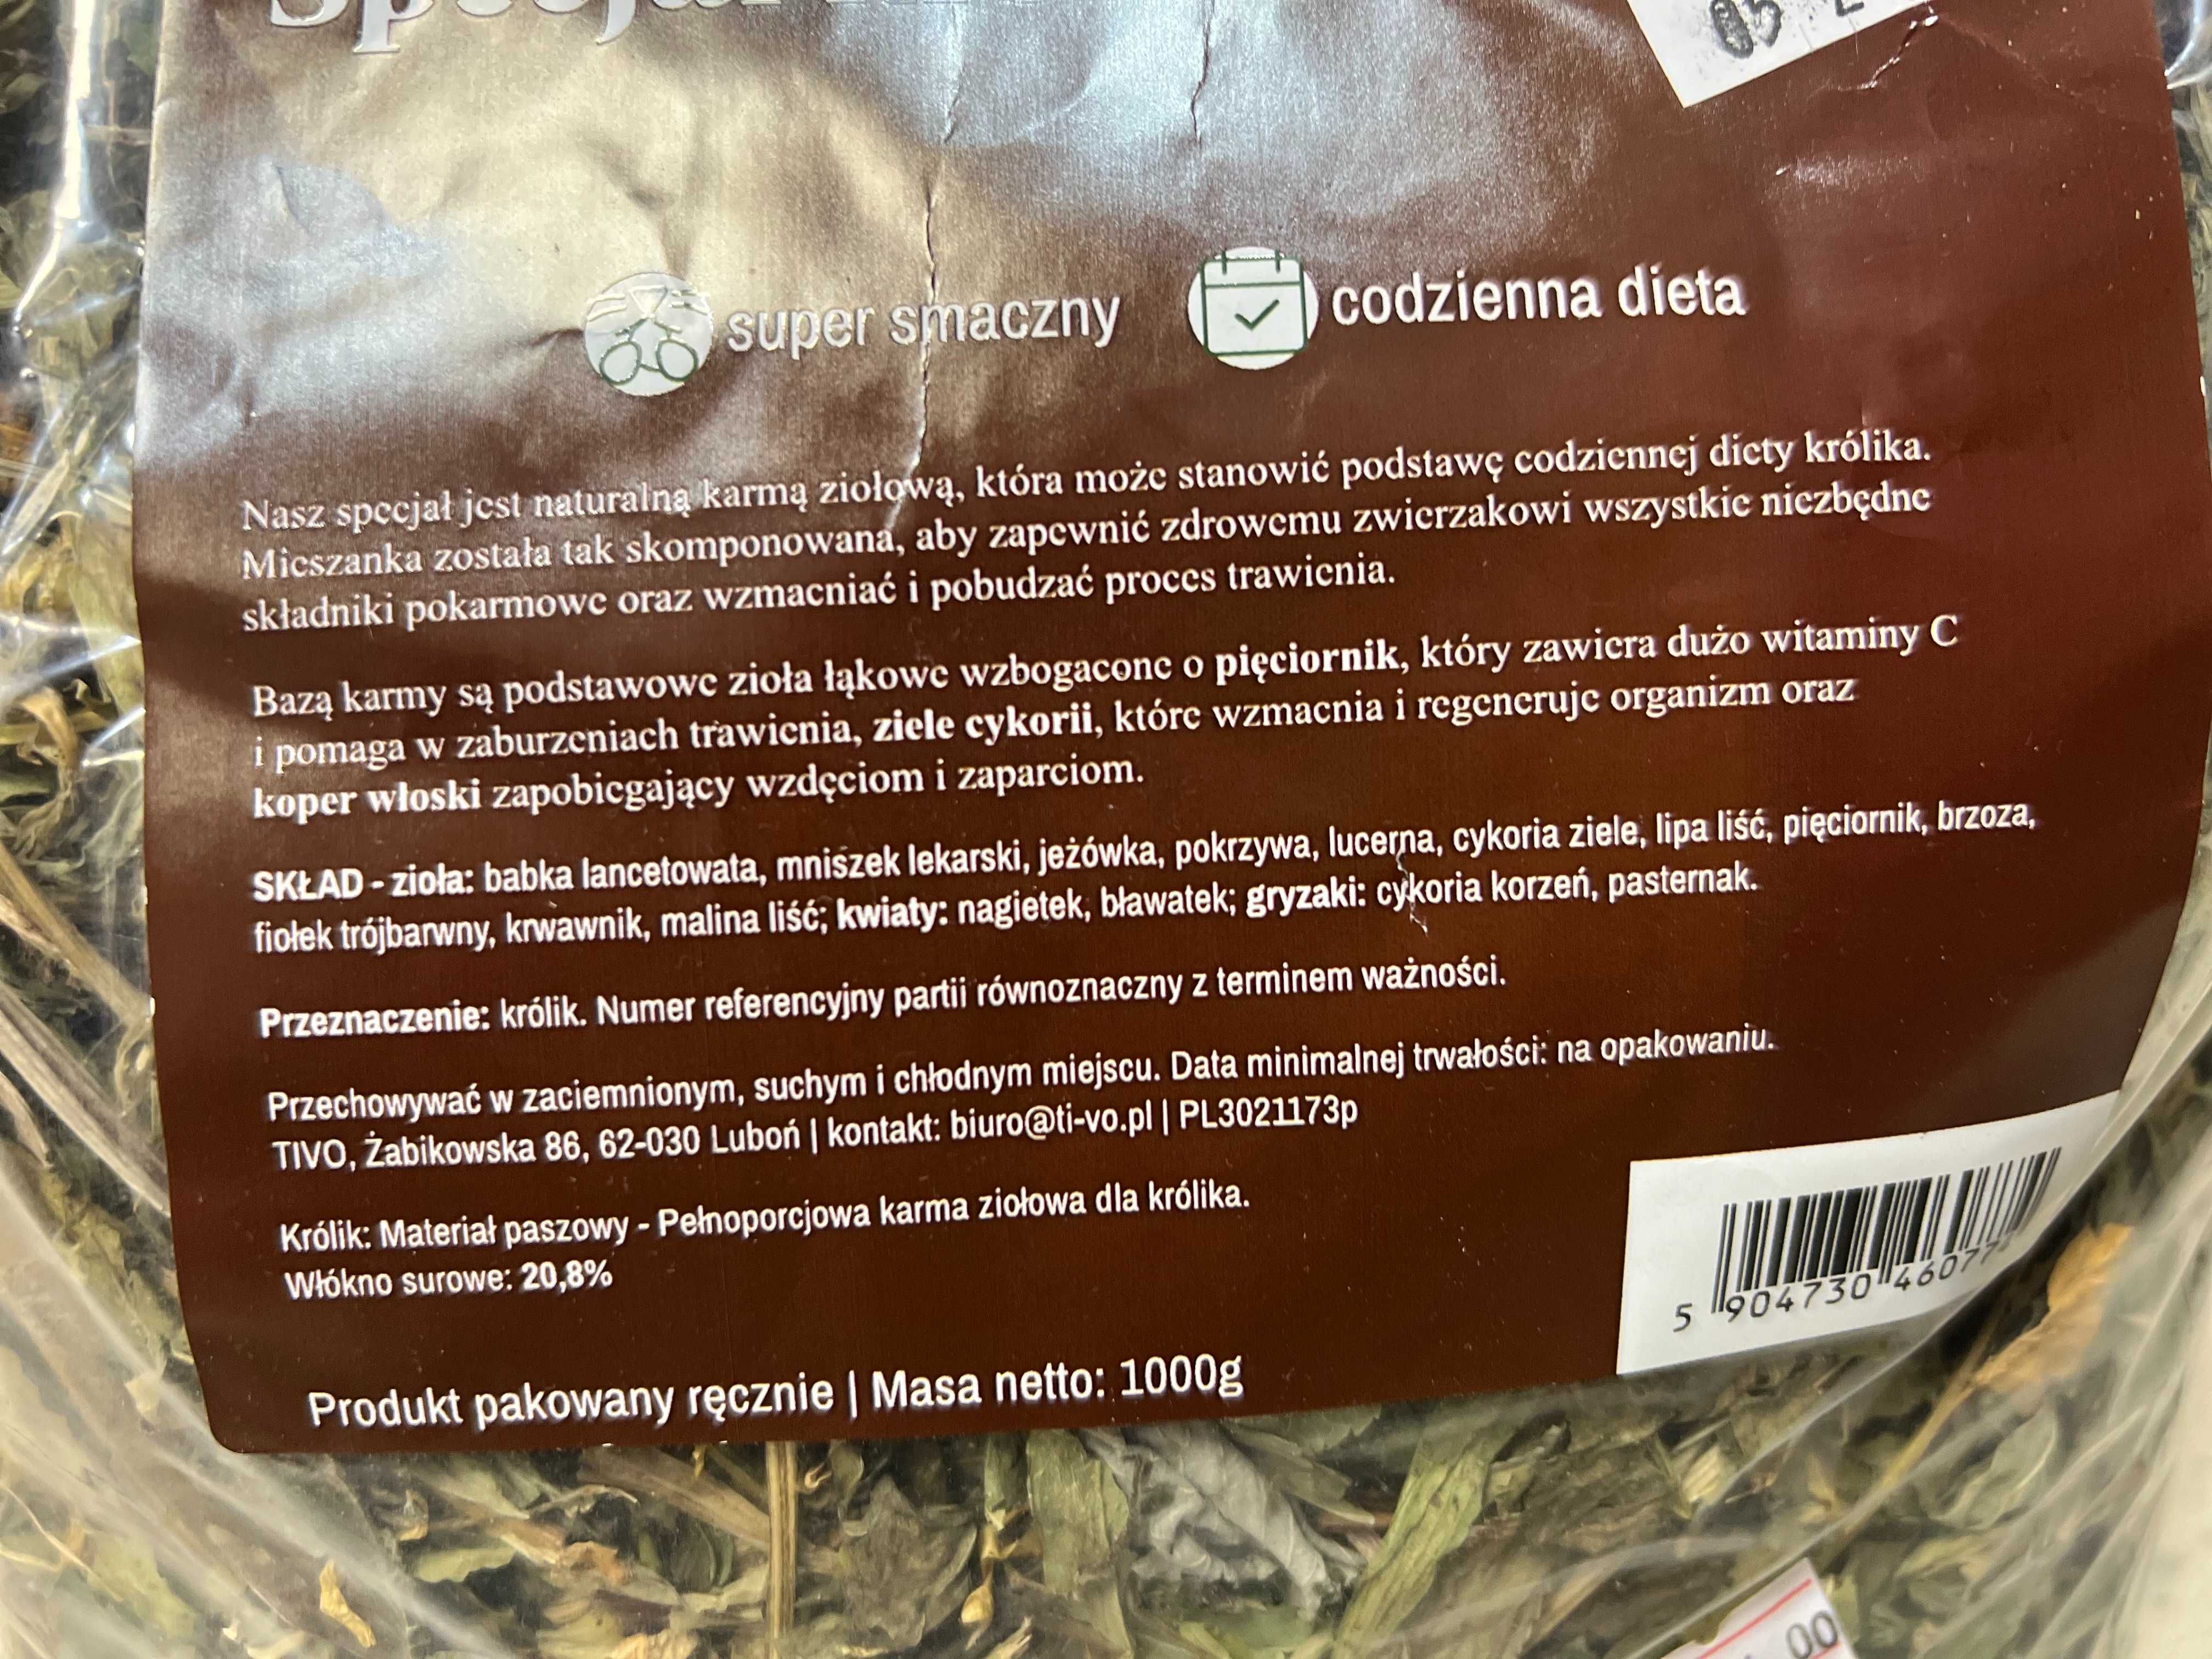 super smaczny
codzienna dieta
Nasz specjał jest naturalną karmą ziołową, która może stanowić podstawę codziennej diety królika.
Mieszanka została tak skomponowana, aby zapewnić zdrowemu zwierzakowi wszystkie niezbędne
składniki pokarmowe oraz wzmacniać i pobudzać proces trawienia.
Bazą karmy są podstawowe zioła łąkowe wzbogacone o pięciornik, który zawiera dużo witaminy C
i pomaga w zaburzeniach trawienia, ziele cykorii, które wzmacnia i regeneruje organizm oraz
koper włoski zapobiegający wzdęciom i zaparciom.
SKŁAD - zioła: babka lancetowata, mniszek lekarski, jeżówka, pokrzywa, lucerna, cykoria ziele, lipa liść, pięciornik, brzoza,
fiołek trójbarwny, krwawnik, malina liść; kwiaty: nagietek, bławatek; gryzaki: cykoria korzeń, pasternak.
Przeznaczenie: królik. Numer referencyjny partii równoznaczny z terminem ważności.
Przechowywać w zaciemnionym, suchym i chłodnym miejscu. Data minimalnej trwałości: na opakowaniu.
TIVO, Żabikowska 86, 62-030 Luboń | kontakt: biuro@ti-vo.pl | PL3021173p
Królik: Materiał paszowy - Pełnoporcjowa karma ziołowa dla królika.
Włókno surowe: 20,8%
5 904730
Produkt pakowany ręcznie | Masa netto: 1000g
00